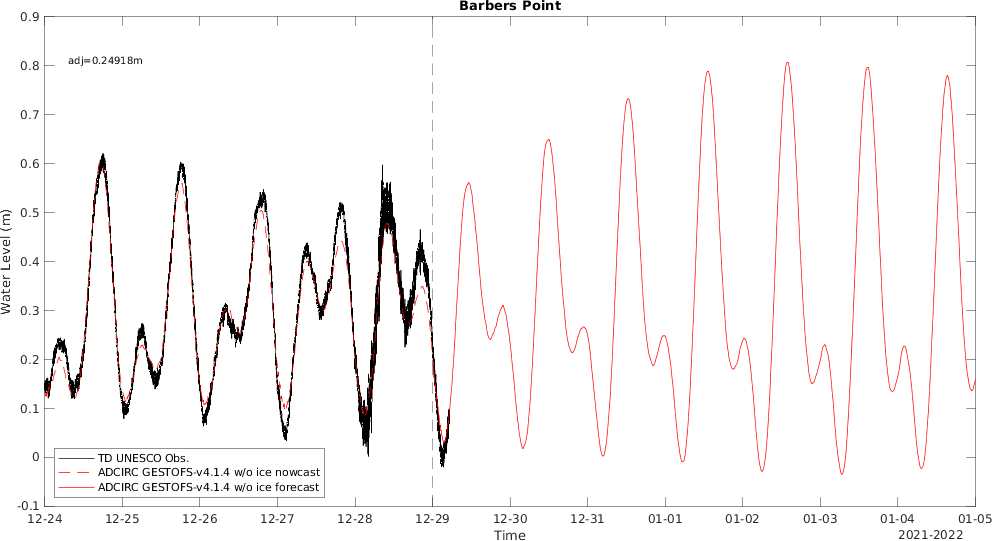 Barbers Point
0.9
0.8
adj=0.24918m
0.7
0.6
0.5
0.4
0.3
0.2
0.1
0
-0.1
Water Level (m)
TD UNESCO Obs.
ADCIRC GESTOFS-v4.1.4 w/o ice nowcast
ADCIRC GESTOFS-v4.1.4 w/o ice forecast
12-24 12-25 12-26 12-27 12-28 12-29 12-30 12-31 01-01 01-02 01-03 01-04 01-05
Time
2021-2022